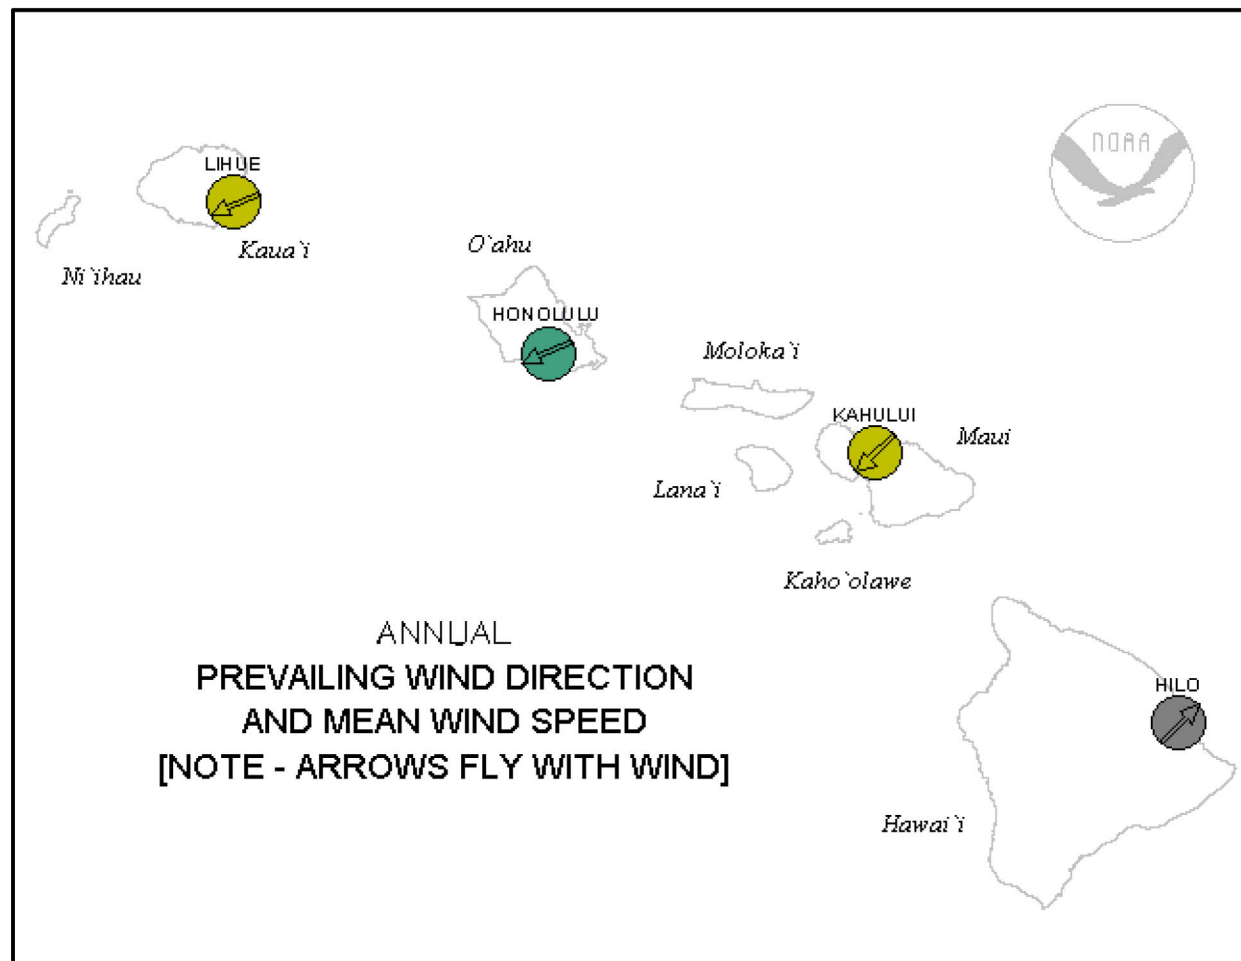 NOAA
LIHUE
Kaua`i
Ni`ihau
O`ahu
HONOLULU
Moloka`i
KAHULUI
Maui
Lana`i
Kaho`olawe
ANNUAL
PREVAILING WIND DIRECTION
AND MEAN WIND SPEED
[NOTE - ARROWS FLY WITH WIND]
HILO
Hawai`i